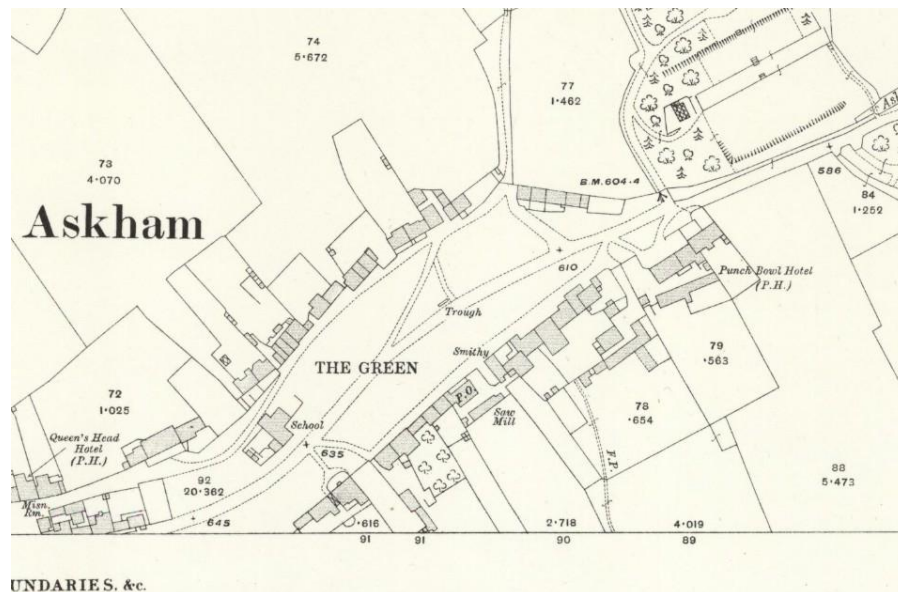 74
5.672
77
1.462
73
4.070
B.M.604.4
586
84
1.252
Askham
610
Punch Bowl Hotel
(P.H.)
Trough
Smithy
THE GREEN
79
.563
72
1.025
P.O.
Saw
Mill
78
.654
School
Queen's Head
Hotel
(P.H.)
635
F.P.
88
5.473
92
20.362
Misn.
Rm.
645
.616
2.718
4.019
91
91
90
89
UNDARIES. &c.